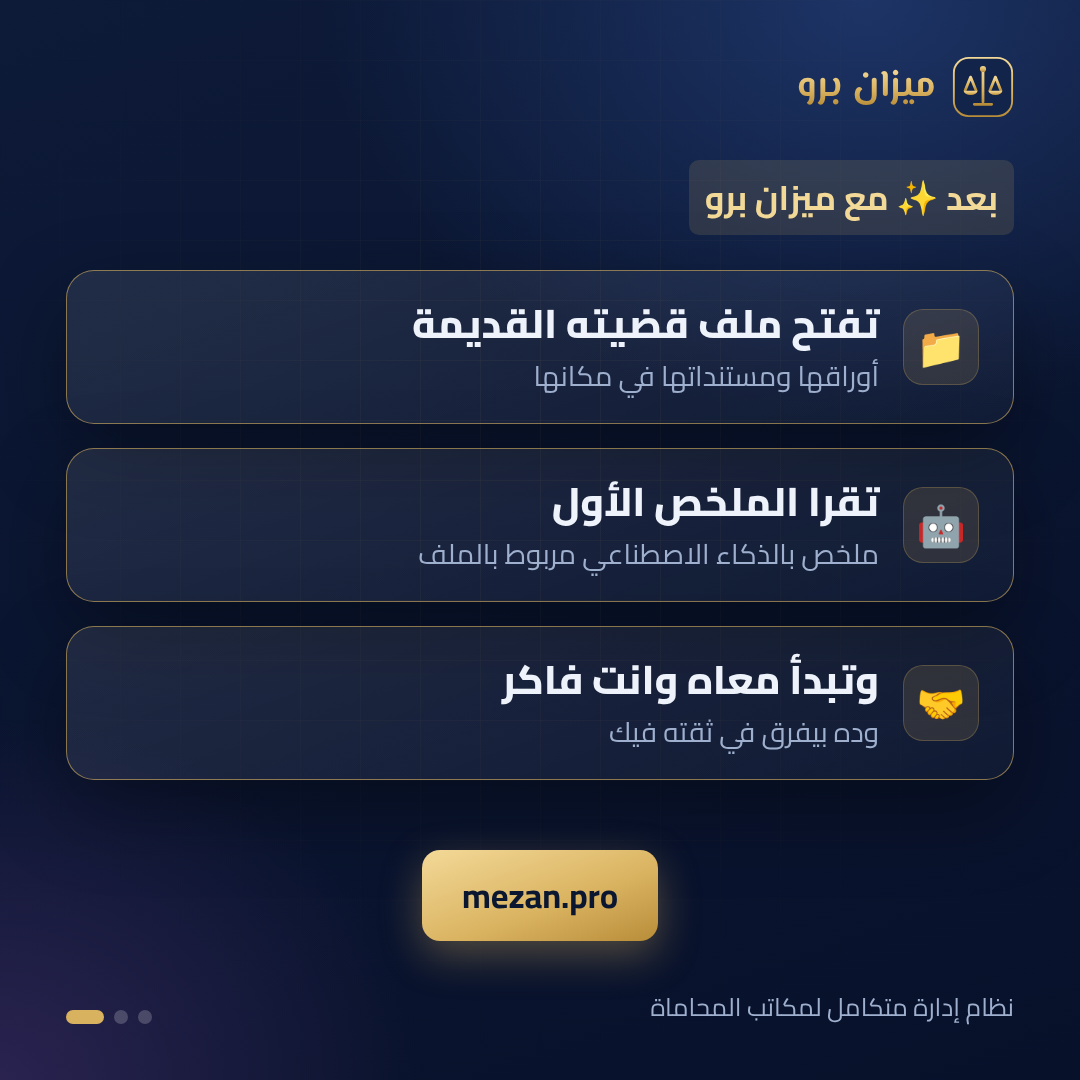 ميزان برو
بعد ✨ مع ميزان برو
تفتح ملف قضيته القديمة
أوراقها ومستنداتها في مكانها
تقرا الملخص الأول
ملخص بالذكاء الاصطناعي مربوط بالملف
وتبدأ معاه وانت فاكر
وده بيفرق في ثقته فيك
mezan.pro
نظام إدارة متكامل لمكاتب المحاماة